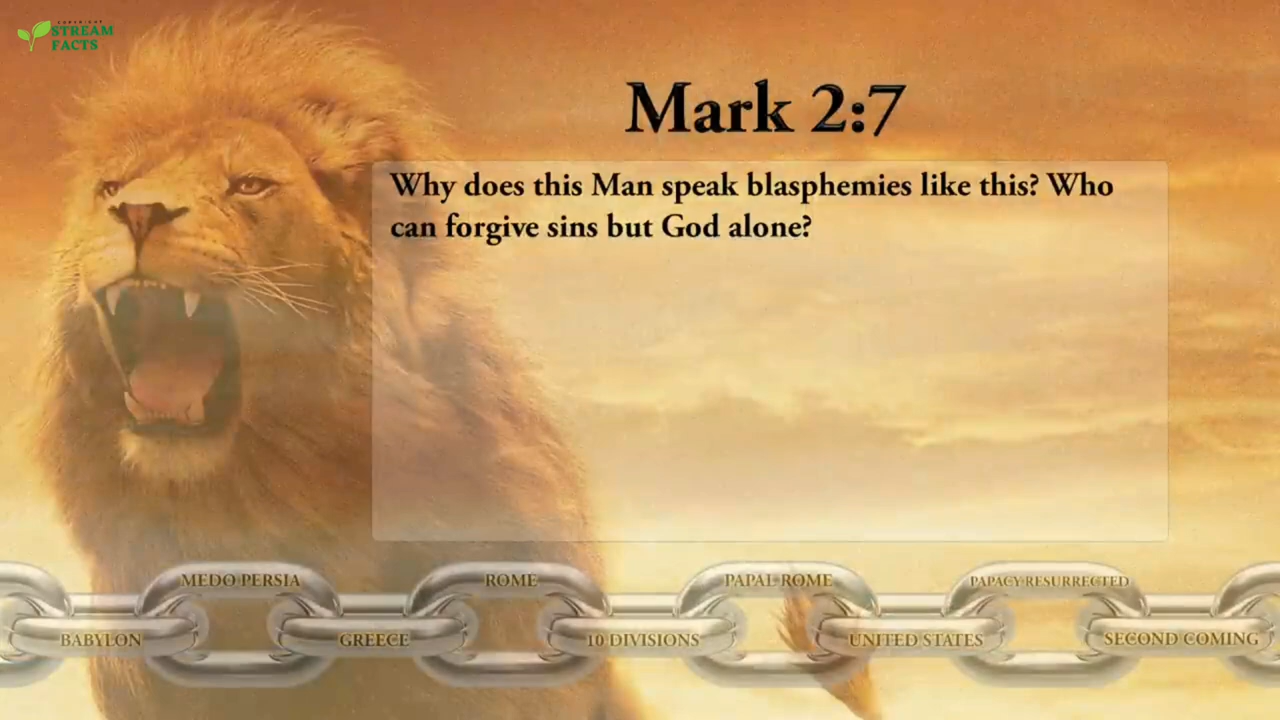 STREAM
FACTS
Mark 2:7
Why does this Man speak blasphemies like this? Who
can forgive sins but God alone?
MEDO PERSIA
ROME
PAPAL ROME
PAPACY RESURRECTED
BABYLON
GREECE
10 DIVISIONS
UNITED STATES
SECOND COMING